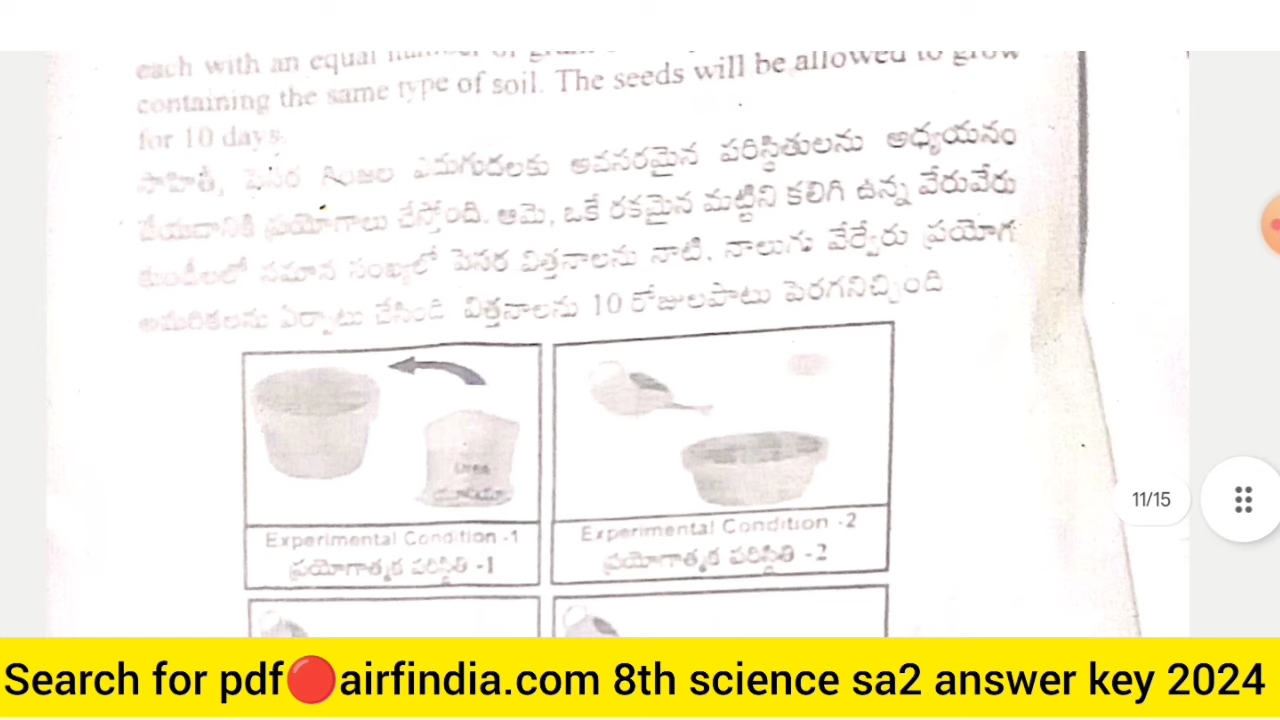 each with an equal number of
containing the same type of soil. The seeds will be allowed to grow
for 10 days.
సాహితీ, పెసర గింజల ఎదుగుదలకు అవసరమైన పరిస్థితులను అధ్యయనం
చేయడానికి ప్రయోగాలు చేస్తోంది. ఆమె, ఒకే రకమైన మట్టిని కలిగి ఉన్న వేరువేరు
కుండీలలో సమాన సంఖ్యలో పెసర విత్తనాలను నాటి, నాలుగు వేర్వేరు ప్రయోగ
అమరికలను ఏర్పాటు చేసింది విత్తనాలను 10 రోజులపాటు పెరగనిచ్చింది
Urea
యూరియా
Experimental Condition -1
ప్రయోగాత్మక పరిస్థితి -1
Experimental Condition -2
ప్రయోగాత్మక పరిస్థితి -2
11/15
Search for pdf🔴airfindia.com 8th science sa2 answer key 2024